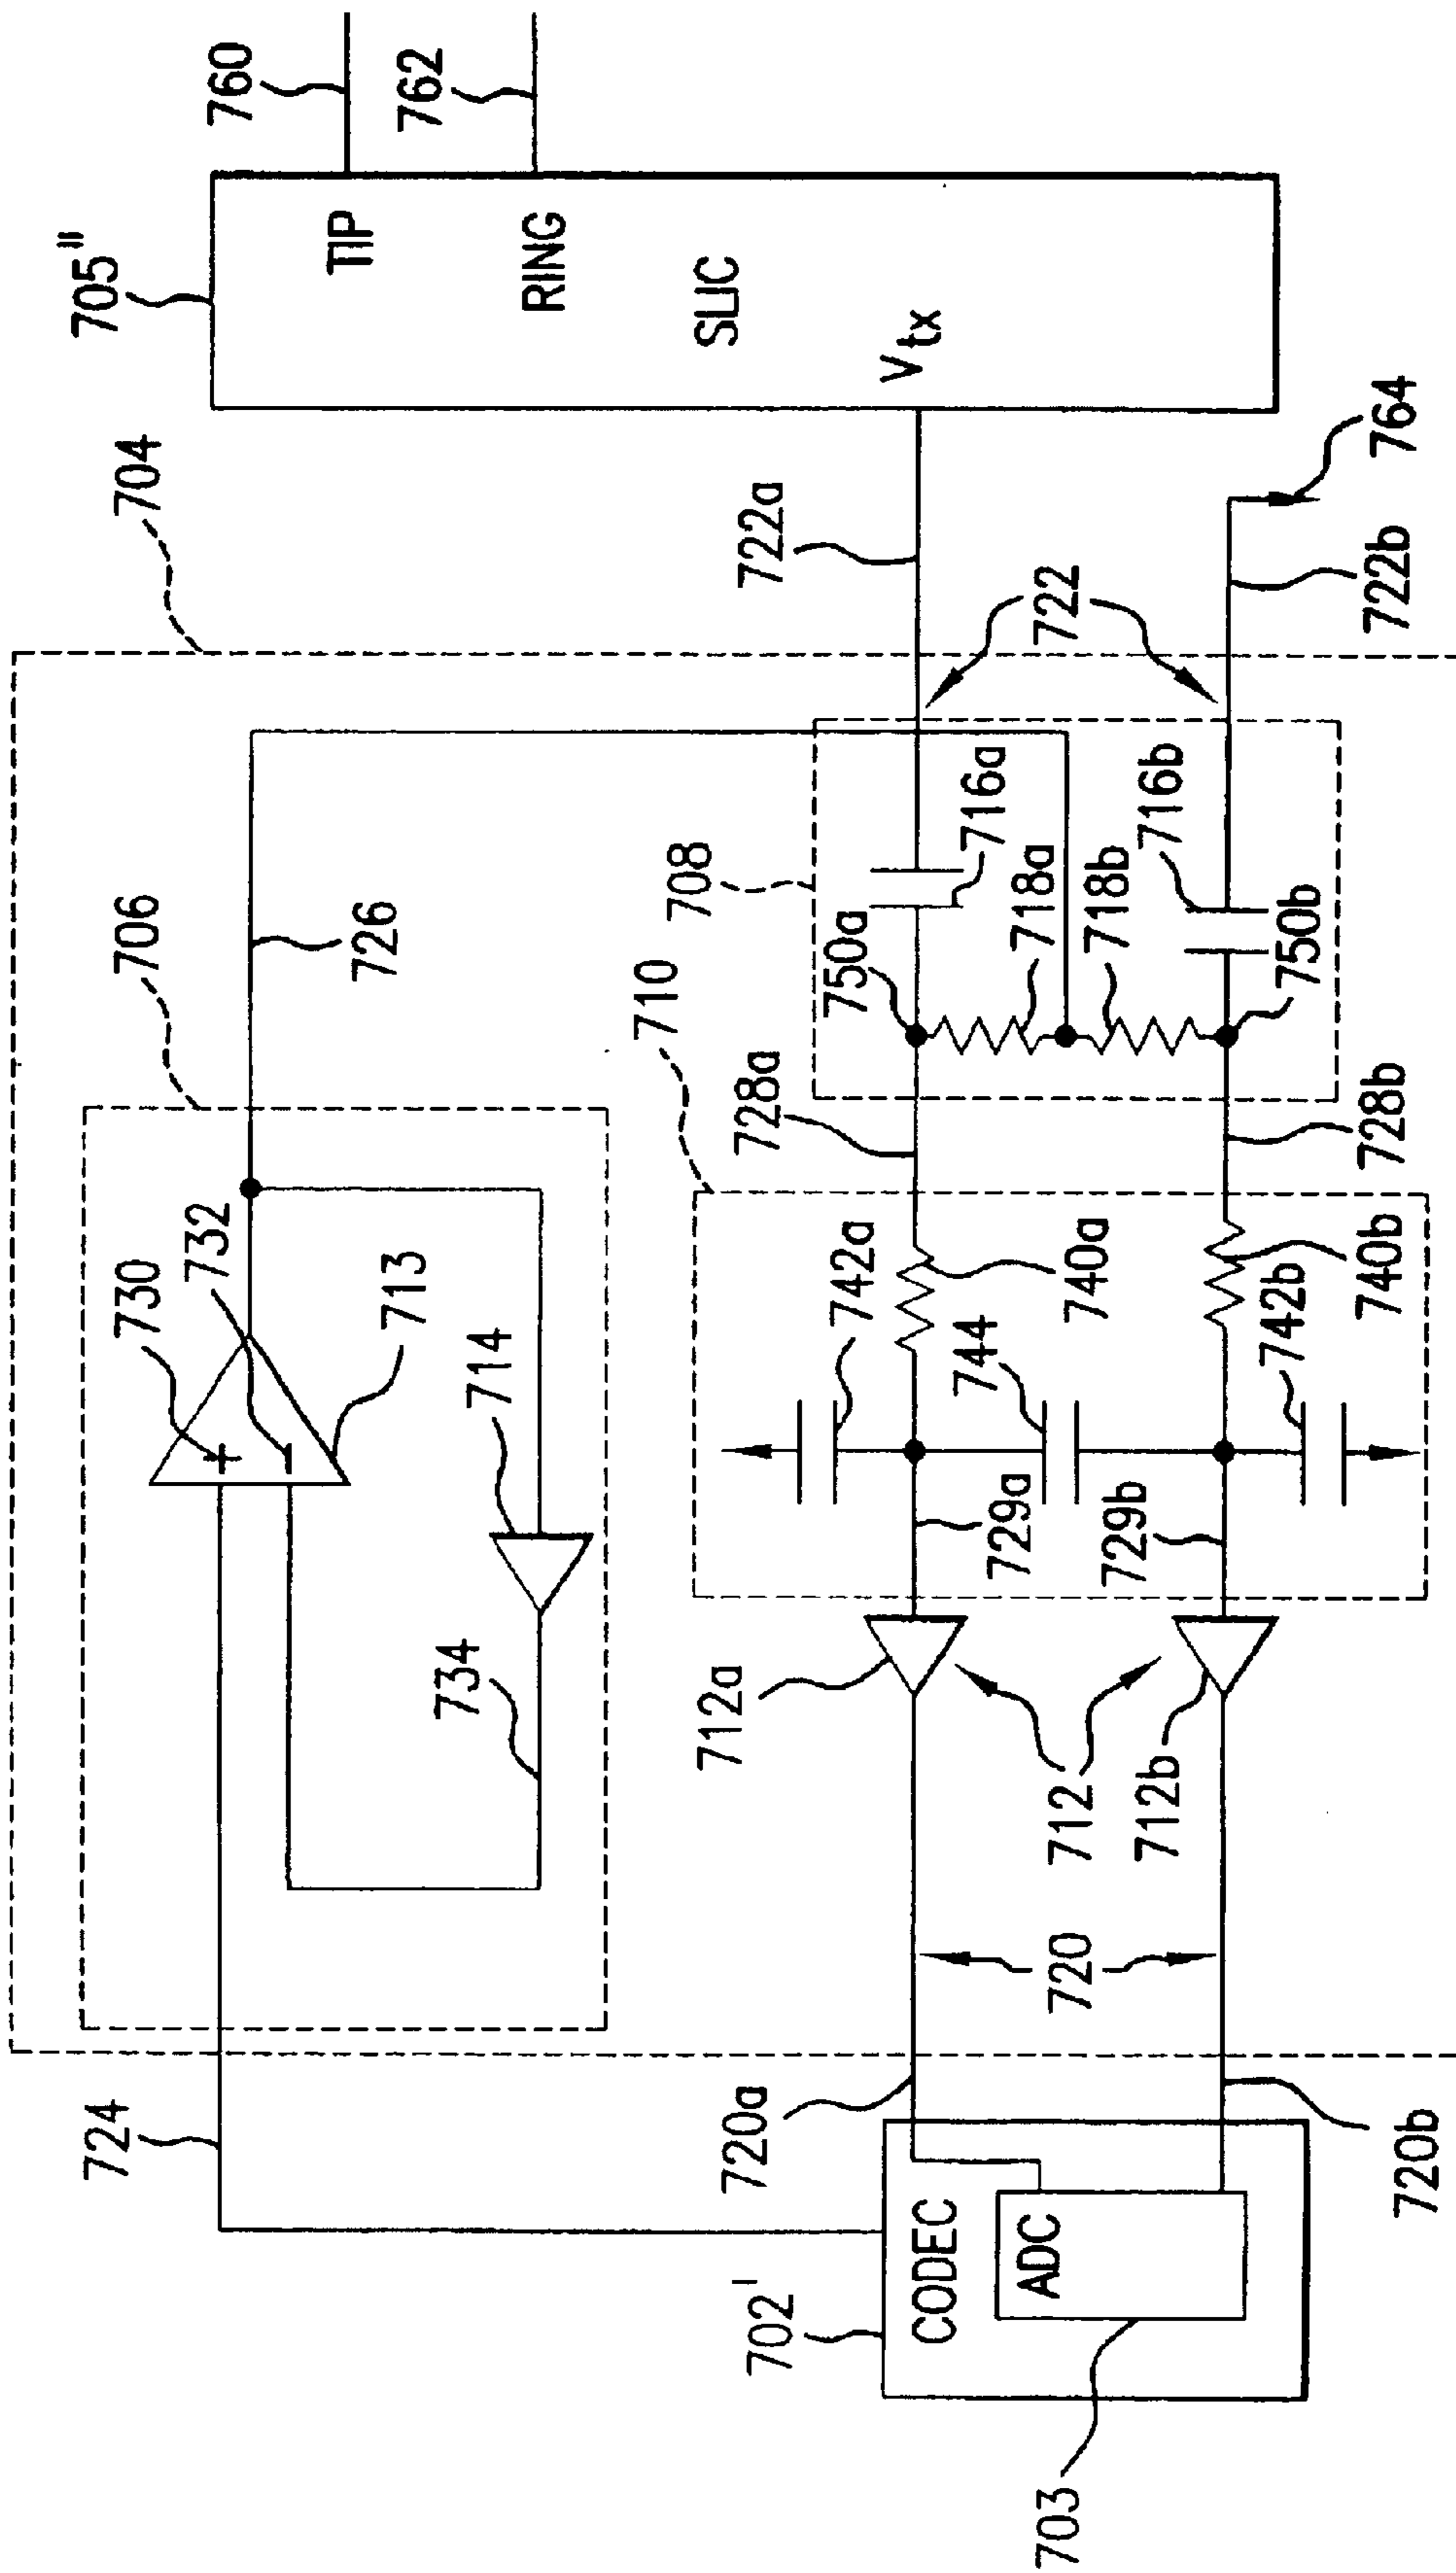 704
706
730
732
713
714
734
724
726
705"
TIP
RING
SLIC
Vtx
760
762
708
710
742a
744
740a
729a
729b
742b
740b
728a
728b
750a
716a
718a
718b
716b
750b
722a
722
722b
764
712a
712
712b
720a
720
720b
702'
CODEC
ADC
703